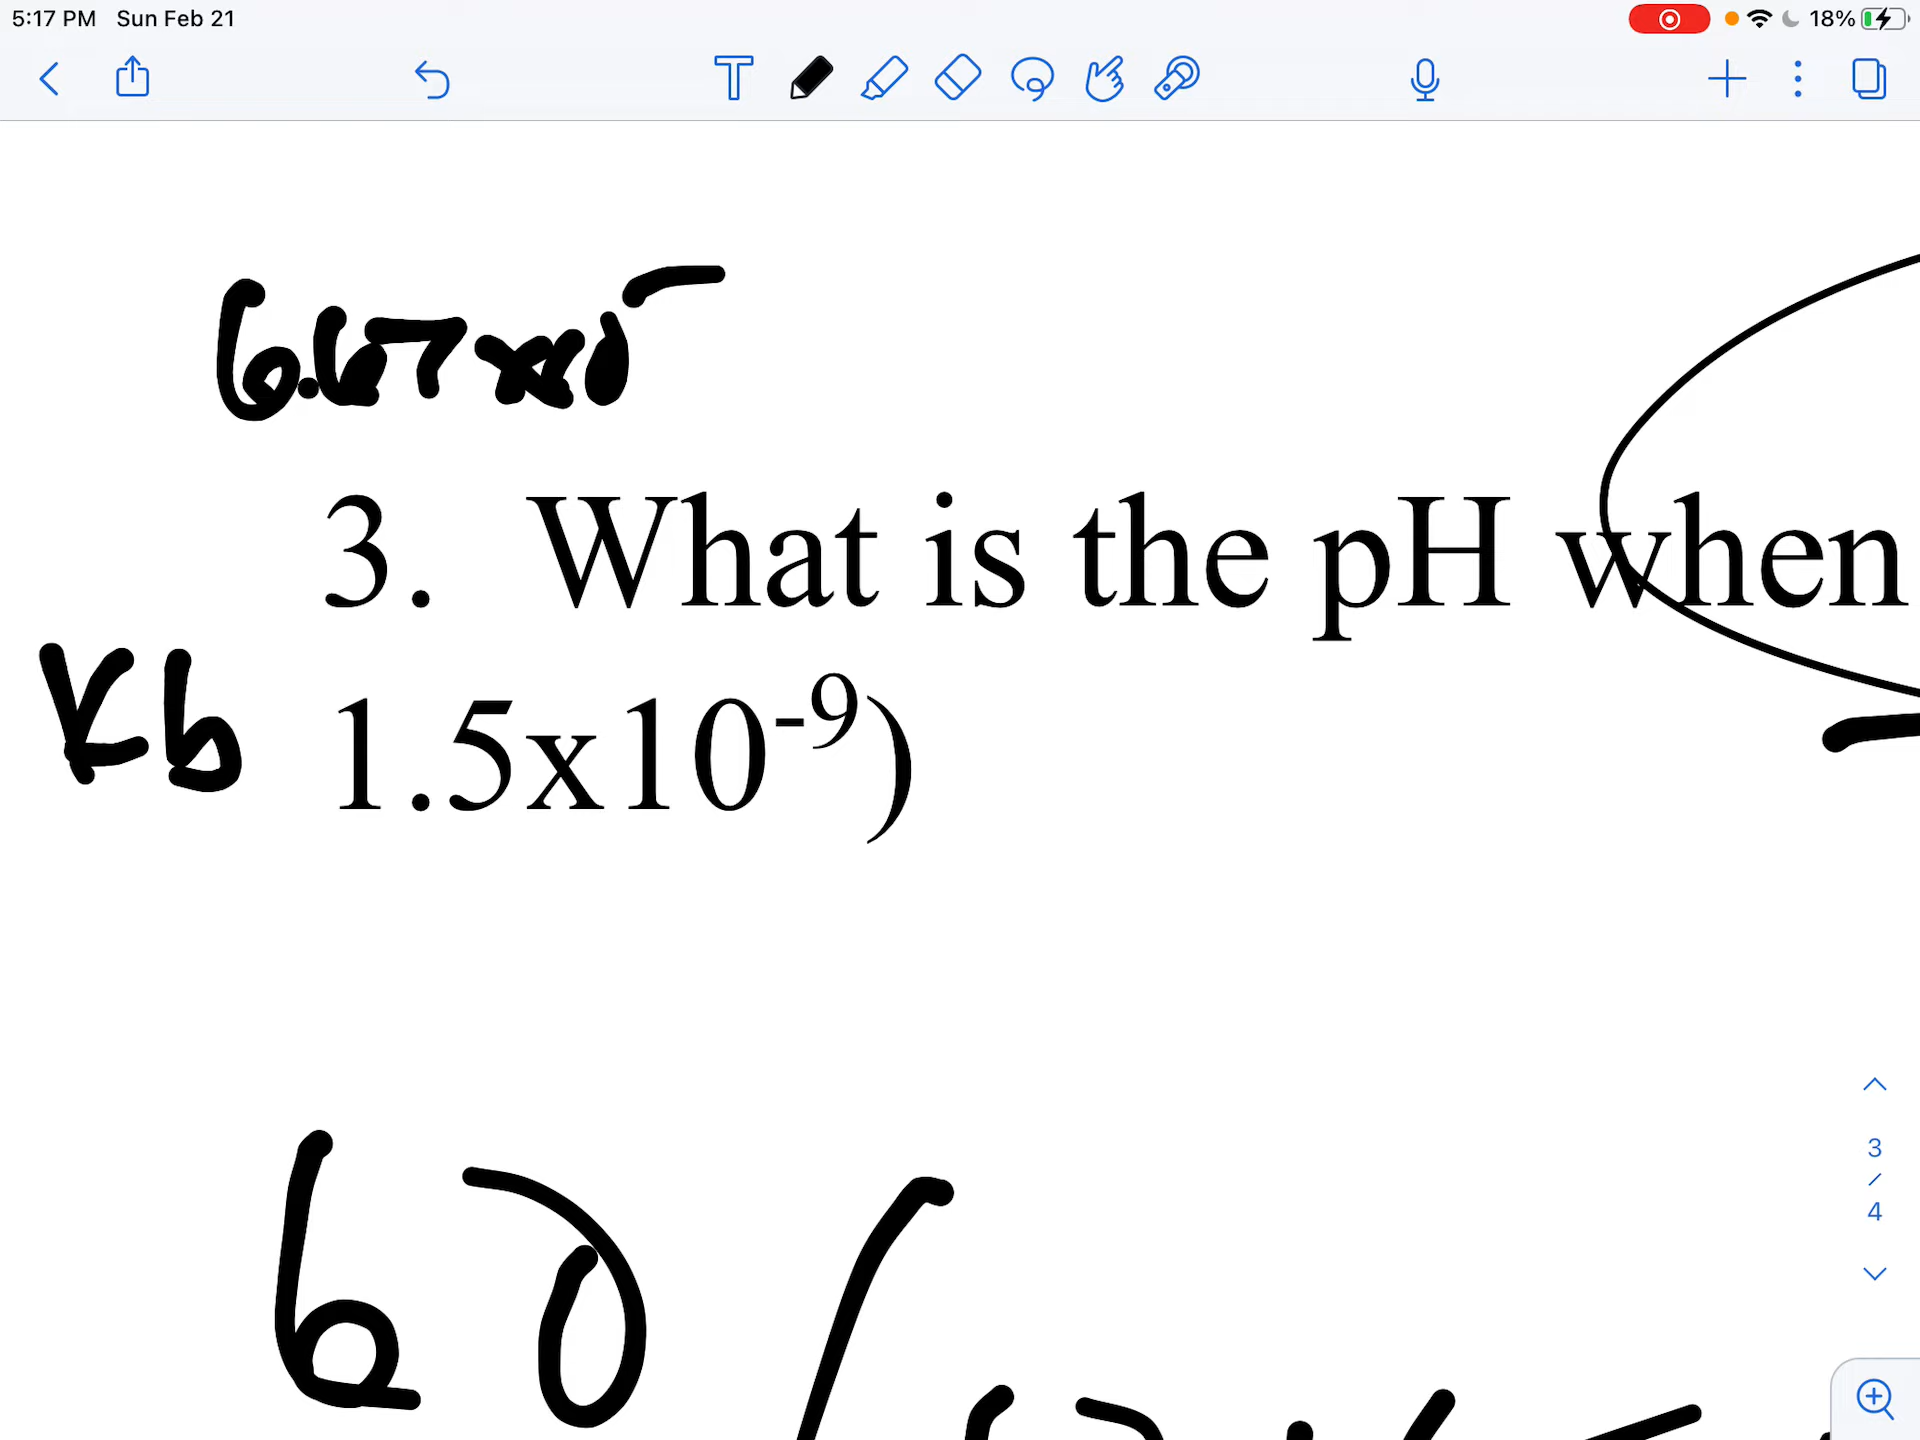 5:17 PM Sun Feb 21
18%
T
6.67x10
3. What is the pH when
Kb 1.5x10⁻⁹)
3
/
4
6